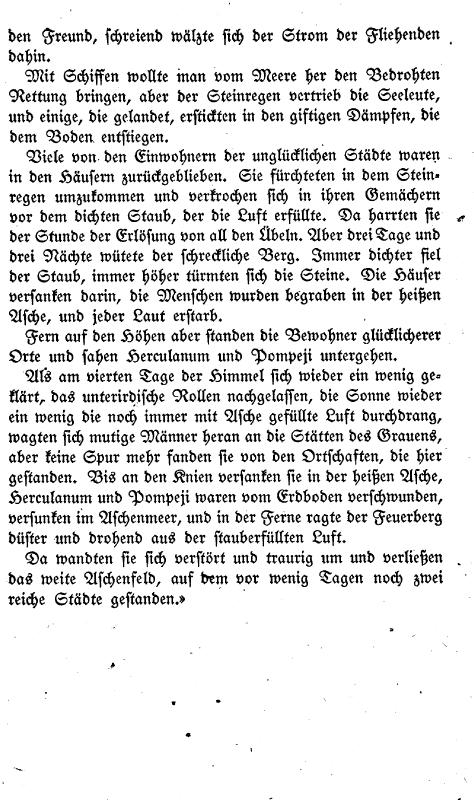 den Freund, schreiend wälzte sich der Strom der Fliehenden
dahin.
Mit Schiffen wollte man vom Meere her den Bedrohten
Rettung bringen, aber der Steinregen vertrieb die Seeleute,
und einige, die gelandet, erstickten in den giftigen Dämpfen, die
dem Boden entstiegen.
Viele von den Einwohnern der unglücklichen Städte waren
in den Häusern zurückgeblieben. Sie fürchteten in dem Stein-
regen umzukommen und verkrochen sich in ihren Gemächern
vor dem dichten Staub, der die Luft erfüllte. Da harrten sie
der Stunde der Erlösung von all den Übeln. Aber drei Tage und
drei Nächte wütete der schreckliche Berg. Immer dichter fiel
der Staub, immer höher türmten sich die Steine. Die Häuser
versanken darin, die Menschen wurden begraben in der heißen
Asche, und jeder Laut erstarb.
Fern auf den Höhen aber standen die Bewohner glücklicherer
Orte und sahen Herculanum und Pompeji untergehen.
Als am vierten Tage der Himmel sich wieder ein wenig ge-
klärt, das unterirdische Rollen nachgelassen, die Sonne wieder
ein wenig die noch immer mit Asche gefüllte Luft durchdrang,
wagten sich mutige Männer heran an die Stätten des Grauens,
aber keine Spur mehr fanden sie von den Ortschaften, die hier
gestanden. Bis an den Knien versanken sie in der heißen Asche,
Herculanum und Pompeji waren vom Erdboden verschwunden,
versunken im Aschenmeer, und in der Ferne ragte der Feuerberg
düster und drohend aus der stauberfüllten Luft.
Da wandten sie sich verstört und traurig um und verließen
das weite Aschenfeld, auf dem vor wenig Tagen noch zwei
reiche Städte gestanden.»